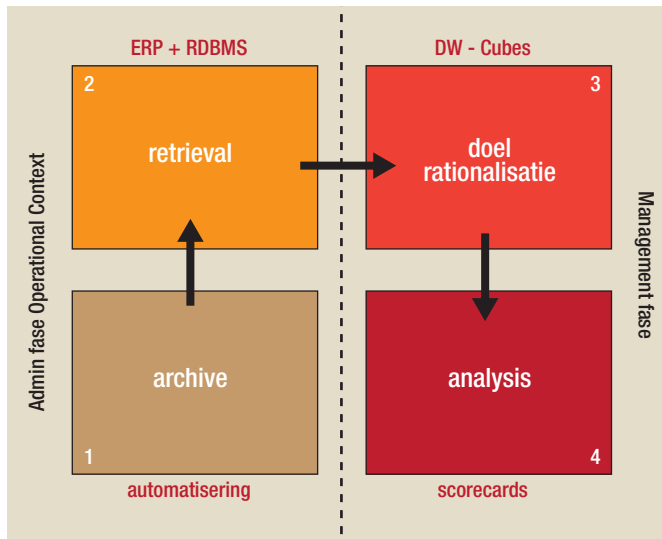 ERP + RDBMS
DW - Cubes
2
retrieval
3
doel
rationalisatie
Admin fase Operational Context
Management fase
archive
1
analysis
4
automatisering
scorecards